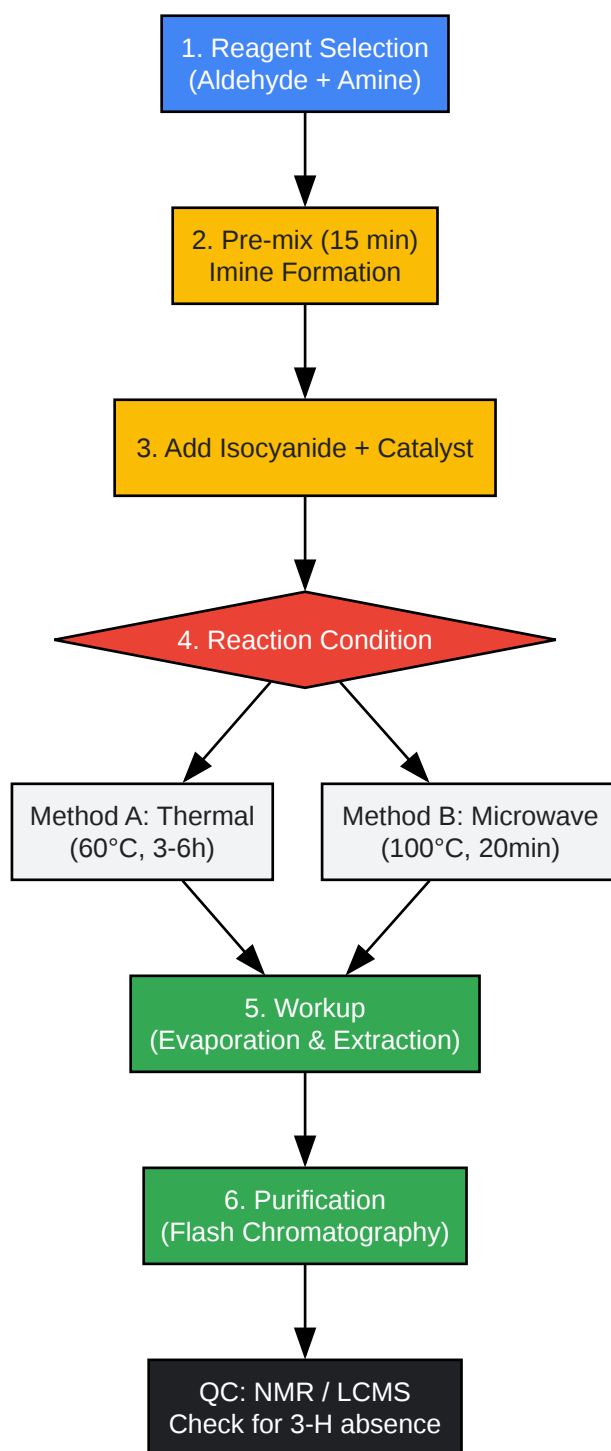 1. Reagent Selection
(Aldehyde + Amine)
2. Pre-mix (15 min)
Imine Formation
3. Add Isocyanide + Catalyst
4. Reaction Condition
Method A: Thermal
(60°C, 3-6h)
Method B: Microwave
(100°C, 20min)
5. Workup
(Evaporation & Extraction)
6. Purification
(Flash Chromatography)
QC: NMR / LCMS
Check for 3-H absence